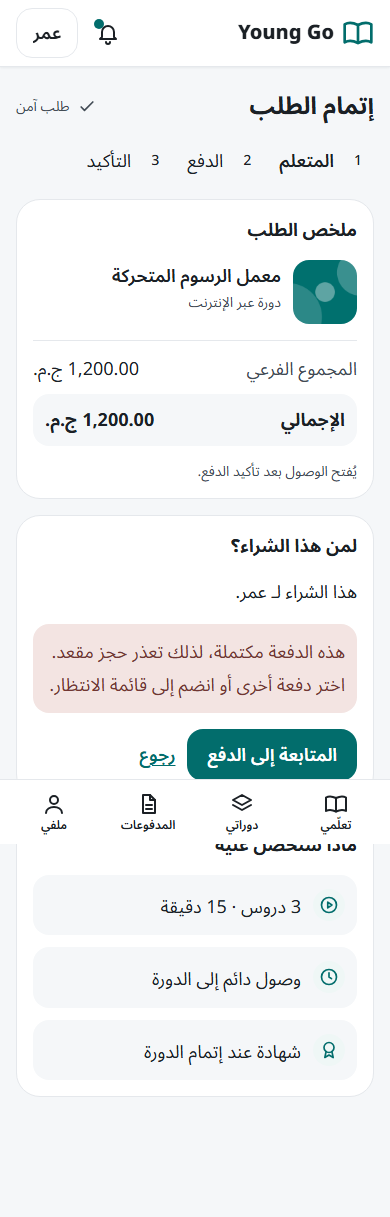 Young Go
عمر
إتمام الطلب
طلب آمن
1 المتعلم 2 الدفع 3 التأكيد
ملخص الطلب
معمل الرسوم المتحركة
دورة عبر الإنترنت
المجموع الفرعي 1,200.00 ج.م.
الإجمالي 1,200.00 ج.م.
يُفتح الوصول بعد تأكيد الدفع.
لمن هذا الشراء؟
هذا الشراء لـ عمر.
هذه الدفعة مكتملة، لذلك تعذر حجز مقعد.
اختر دفعة أخرى أو انضم إلى قائمة الانتظار.
المتابعة إلى الدفع رجوع
تعلّمي دوراتي المدفوعات ملفي
ماذا ستحصل عليه
3 دروس · 15 دقيقة
وصول دائم إلى الدورة
شهادة عند إتمام الدورة